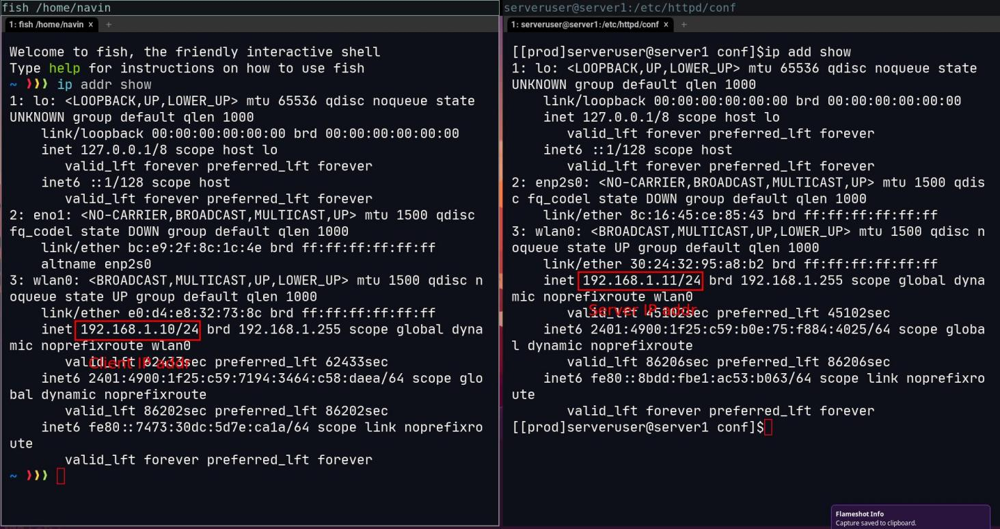 fish /home/navin
1: fish /home/navin x +
Welcome to fish, the friendly interactive shell
Type help for instructions on how to use fish
~ ❯❯❯ ip addr show
1: lo: <LOOPBACK,UP,LOWER_UP> mtu 65536 qdisc noqueue state
UNKNOWN group default qlen 1000
link/loopback 00:00:00:00:00:00 brd 00:00:00:00:00:00
inet 127.0.0.1/8 scope host lo
valid_lft forever preferred_lft forever
inet6 ::1/128 scope host
valid_lft forever preferred_lft forever
2: eno1: <NO-CARRIER,BROADCAST,MULTICAST,UP> mtu 1500 qdisc
fq_codel state DOWN group default qlen 1000
link/ether bc:e9:2f:8c:1c:4e brd ff:ff:ff:ff:ff:ff
altname enp2s0
3: wlan0: <BROADCAST,MULTICAST,UP,LOWER_UP> mtu 1500 qdisc n
oqueue state UP group default qlen 1000
link/ether e0:d4:e8:32:73:8c brd ff:ff:ff:ff:ff:ff
inet 192.168.1.10/24 brd 192.168.1.255 scope global dyna
mic noprefixroute wlan0
valid_lft 62433sec preferred_lft 62433sec
Client IP addr
inet6 2401:4900:1f25:c59:7194:3464:c58:daea/64 scope glo
bal dynamic noprefixroute
valid_lft 86202sec preferred_lft 86202sec
inet6 fe80::7473:30dc:5d7e:ca1a/64 scope link noprefixro
ute
valid_lft forever preferred_lft forever
~ ❯❯❯
serveruser@server1:/etc/httpd/conf
1: serveruser@server1:/etc/httpd/conf x +
[[prod]serveruser@server1 conf]$ip add show
1: lo: <LOOPBACK,UP,LOWER_UP> mtu 65536 qdisc noqueue state
UNKNOWN group default qlen 1000
link/loopback 00:00:00:00:00:00 brd 00:00:00:00:00:00
inet 127.0.0.1/8 scope host lo
valid_lft forever preferred_lft forever
inet6 ::1/128 scope host
valid_lft forever preferred_lft forever
2: enp2s0: <NO-CARRIER,BROADCAST,MULTICAST,UP> mtu 1500 qdis
c fq_codel state DOWN group default qlen 1000
link/ether 8c:16:45:ce:85:43 brd ff:ff:ff:ff:ff:ff
3: wlan0: <BROADCAST,MULTICAST,UP,LOWER_UP> mtu 1500 qdisc n
oqueue state UP group default qlen 1000
link/ether 30:24:32:95:a8:b2 brd ff:ff:ff:ff:ff:ff
inet 192.168.1.11/24 brd 192.168.1.255 scope global dyna
mic noprefixroute wlan0
Server IP addr
valid_lft 45102sec preferred_lft 45102sec
inet6 2401:4900:1f25:c59:b0e:75:f884:4025/64 scope globa
l dynamic noprefixroute
valid_lft 86206sec preferred_lft 86206sec
inet6 fe80::8bdd:fbe1:ac53:b063/64 scope link noprefixro
ute
valid_lft forever preferred_lft forever
[[prod]serveruser@server1 conf]$
Flameshot Info
Capture saved to clipboard.